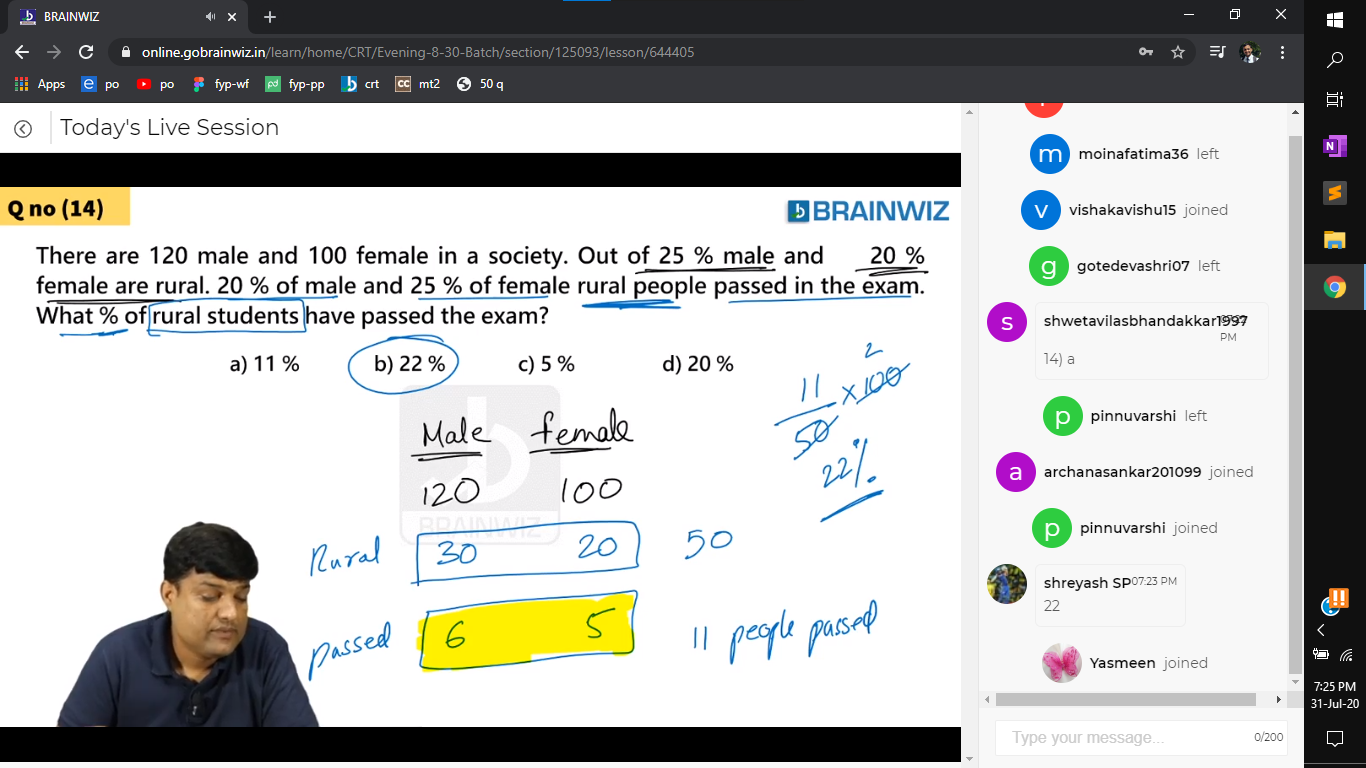 BRAINWIZ
online.gobrainwiz.in/learn/home/CRT/Evening-8-30-Batch/section/125093/lesson/644405
Apps po po fyp-wf fyp-pp crt CC mt2 50 q
Today's Live Session
Q no (14)
BRAINWIZ
There are 120 male and 100 female in a society. Out of 25 % male and 20 %
female are rural. 20 % of male and 25 % of female rural people passed in the exam.
What % of rural students have passed the exam?
a) 11 % b) 22 % c) 5 % d) 20 %
2
11 × 100
50
22%.
Male female
120 100
BRAINWIZ
Rural 30 20 50
passed 6 5 11 people passed
m moinafatima36 left
v vishakavishu15 joined
g gotedevashri07 left
s shwetavilasbhandakkar1997
PM
14) a
p pinnuvarshi left
a archanasankar201099 joined
p pinnuvarshi joined
shreyash SP 07:23 PM
22
Yasmeen joined
Type your message... 0/200
7:25 PM
31-Jul-20